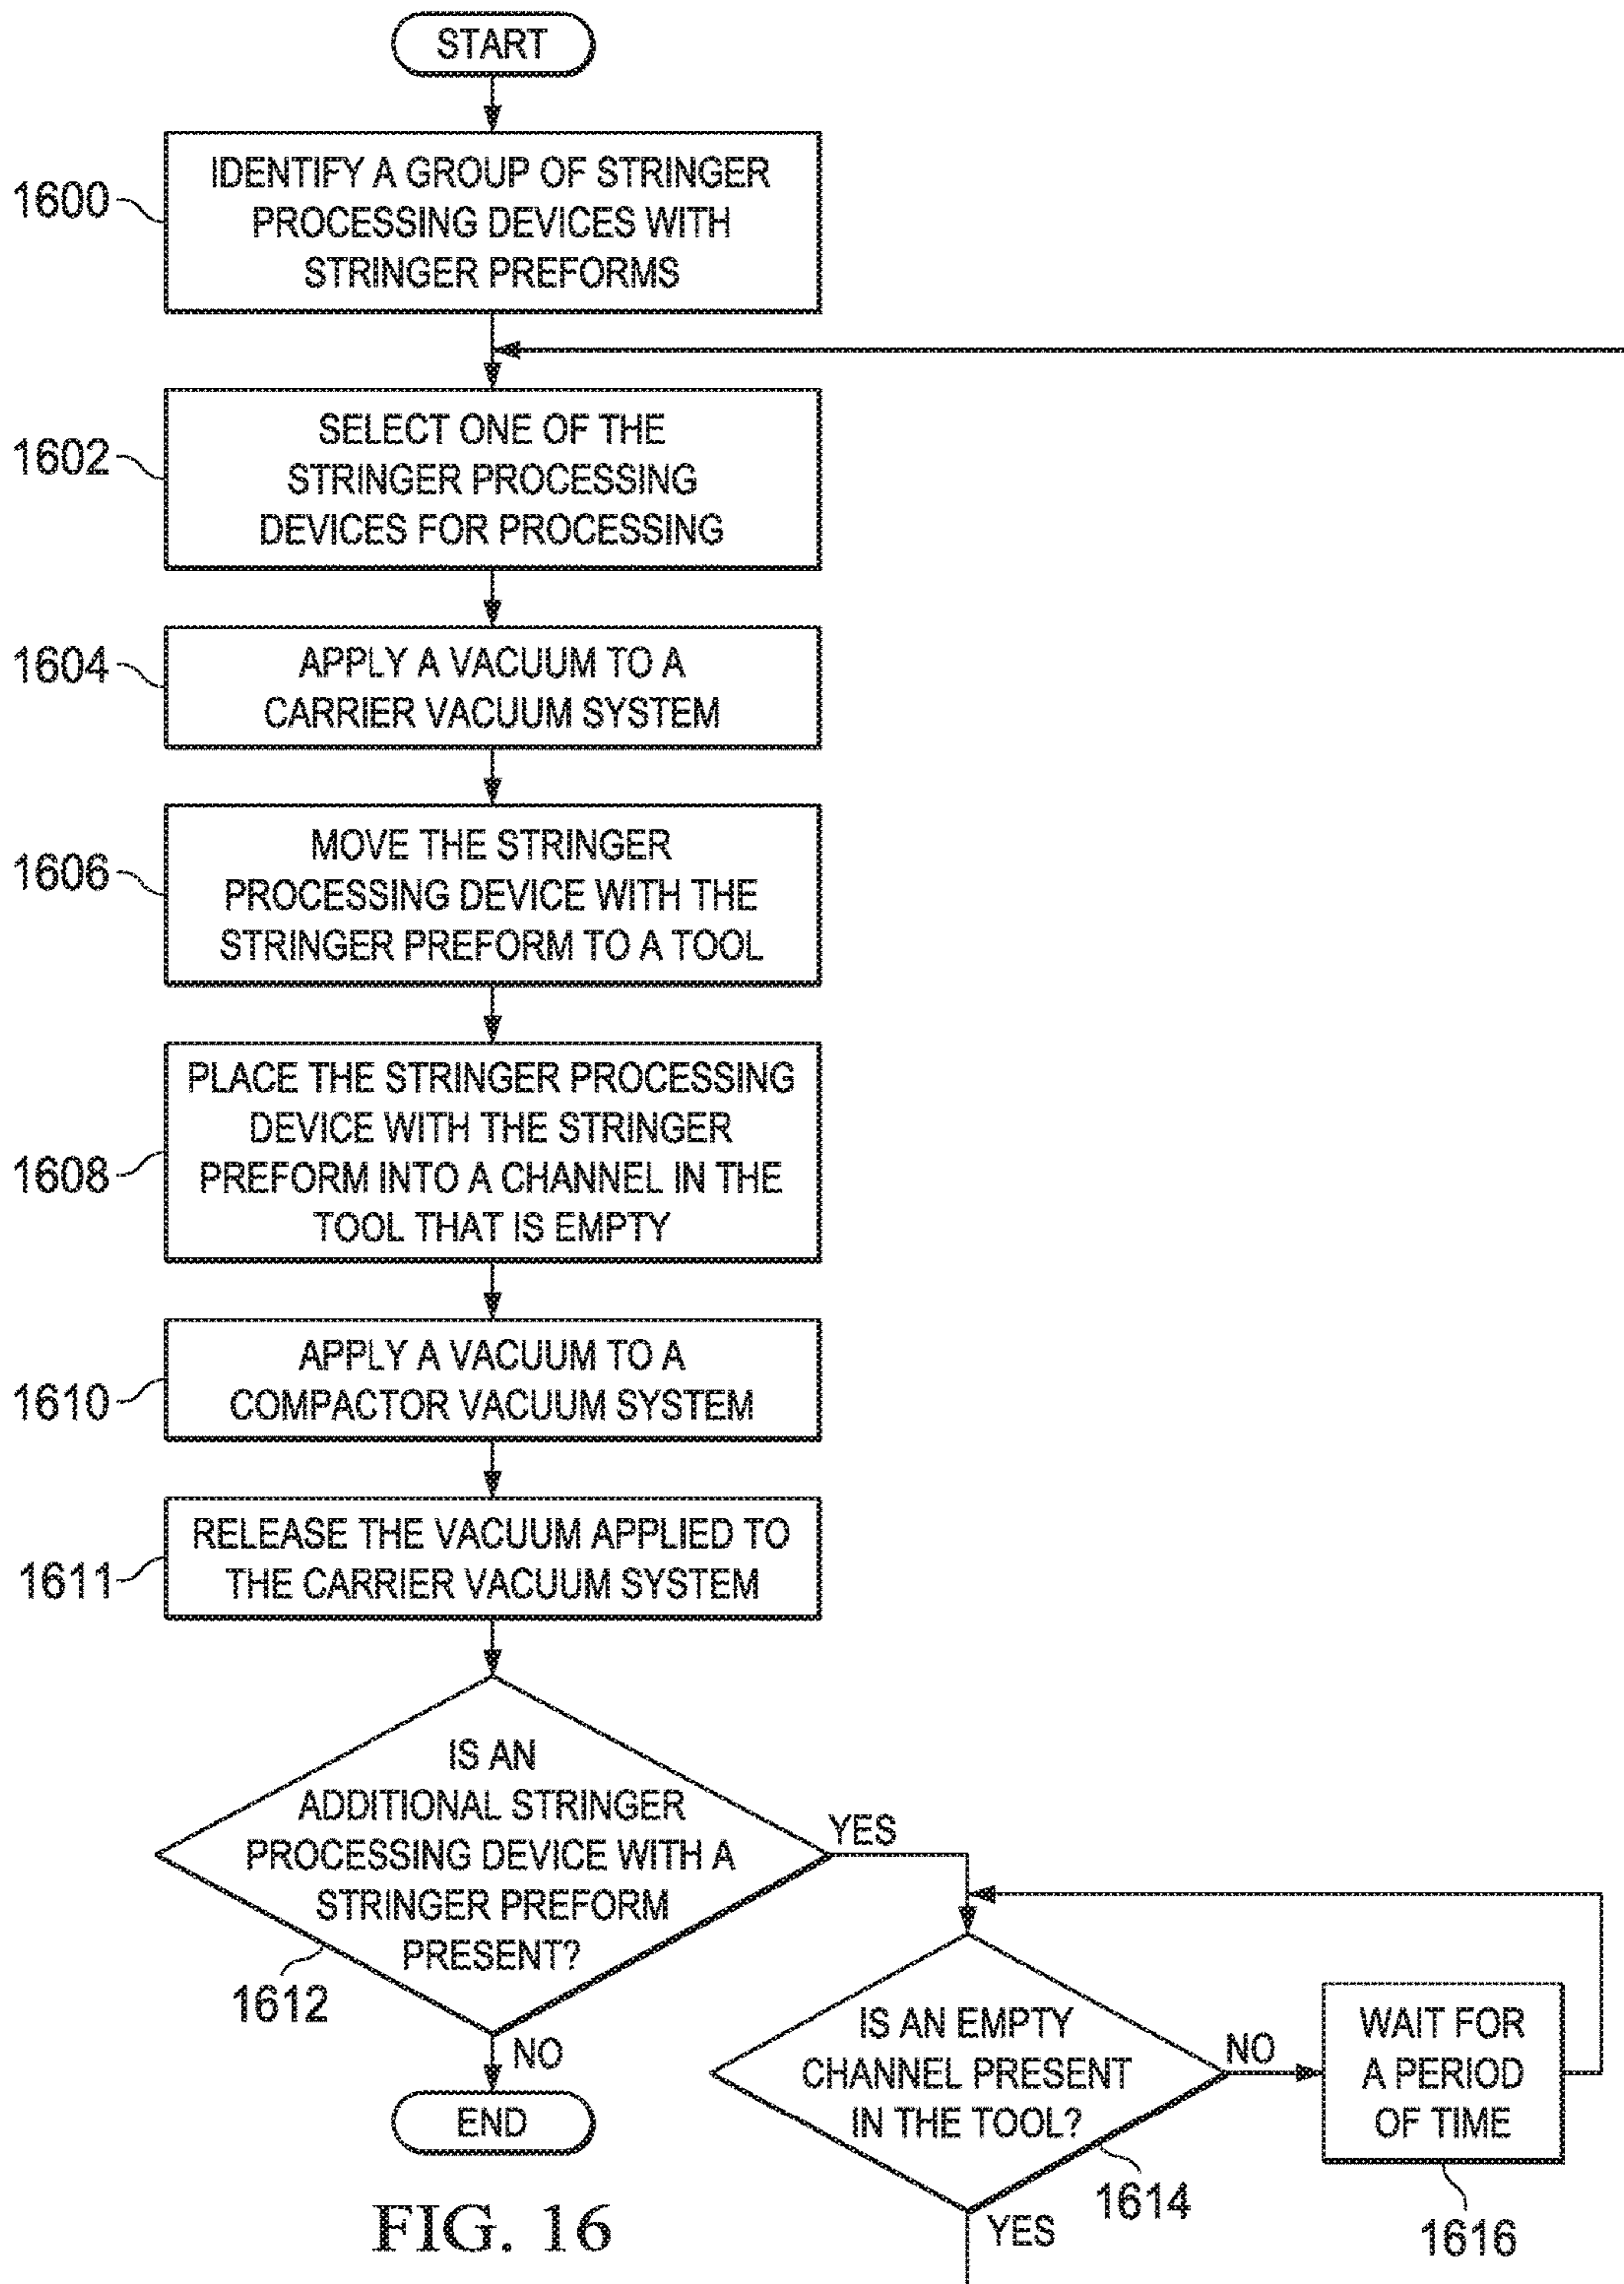 START
1600
IDENTIFY A GROUP OF STRINGER
PROCESSING DEVICES WITH
STRINGER PREFORMS
1602
SELECT ONE OF THE
STRINGER PROCESSING
DEVICES FOR PROCESSING
1604
APPLY A VACUUM TO A
CARRIER VACUUM SYSTEM
1606
MOVE THE STRINGER
PROCESSING DEVICE WITH THE
STRINGER PREFORM TO A TOOL
1608
PLACE THE STRINGER PROCESSING
DEVICE WITH THE STRINGER
PREFORM INTO A CHANNEL IN THE
TOOL THAT IS EMPTY
1610
APPLY A VACUUM TO A
COMPACTOR VACUUM SYSTEM
1611
RELEASE THE VACUUM APPLIED TO
THE CARRIER VACUUM SYSTEM
IS AN
ADDITIONAL STRINGER
PROCESSING DEVICE WITH A
STRINGER PREFORM
PRESENT?
1612
YES
NO
END
IS AN EMPTY
CHANNEL PRESENT
IN THE TOOL?
1614
NO
YES
WAIT FOR
A PERIOD
OF TIME
1616
FIG. 16